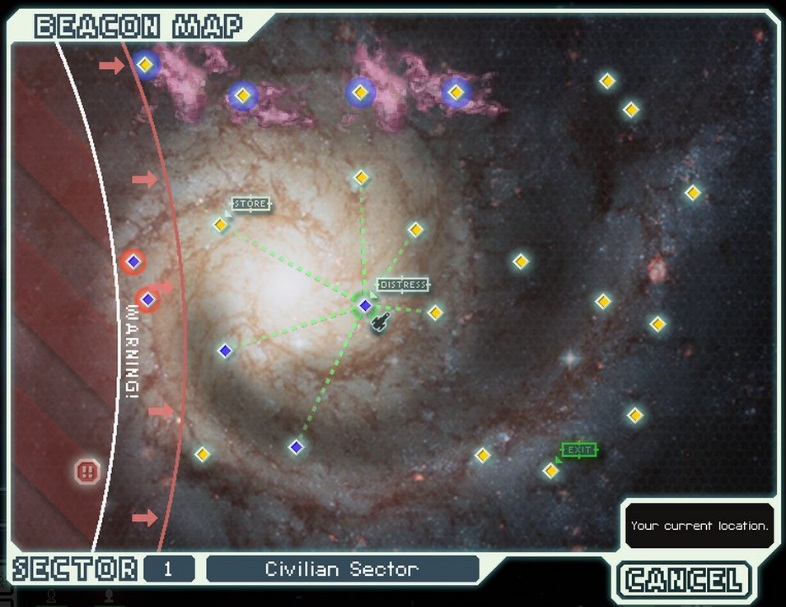 BEACON MAP
STORE
DISTRESS
WARNING!
!!
EXIT
Your current location.
SECTOR 1 Civilian Sector
CANCEL